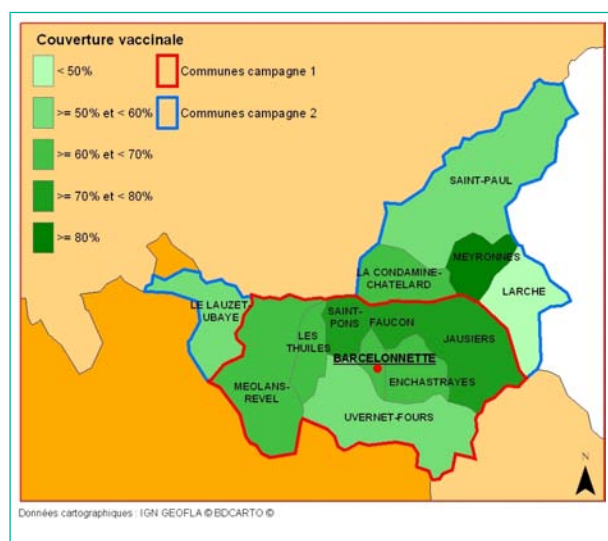 Couverture vaccinale
< 50%
Communes campagne 1
>= 50% et < 60%
Communes campagne 2
>= 60% et < 70%
>= 70% et < 80%
>= 80%
SAINT-PAUL
MEYRONNES
LA CONDAMINE-
CHATELARD
LARCHE
LE LAUZET-
UBAYE
SAINT-
PONS
FAUCON
LES
THUILES
JAUSIERS
BARCELONNETTE
MEOLANS-
REVEL
ENCHASTRAYES
UVERNET-FOURS
N
Données cartographiques : IGN GEOFLA © BDCARTO ©